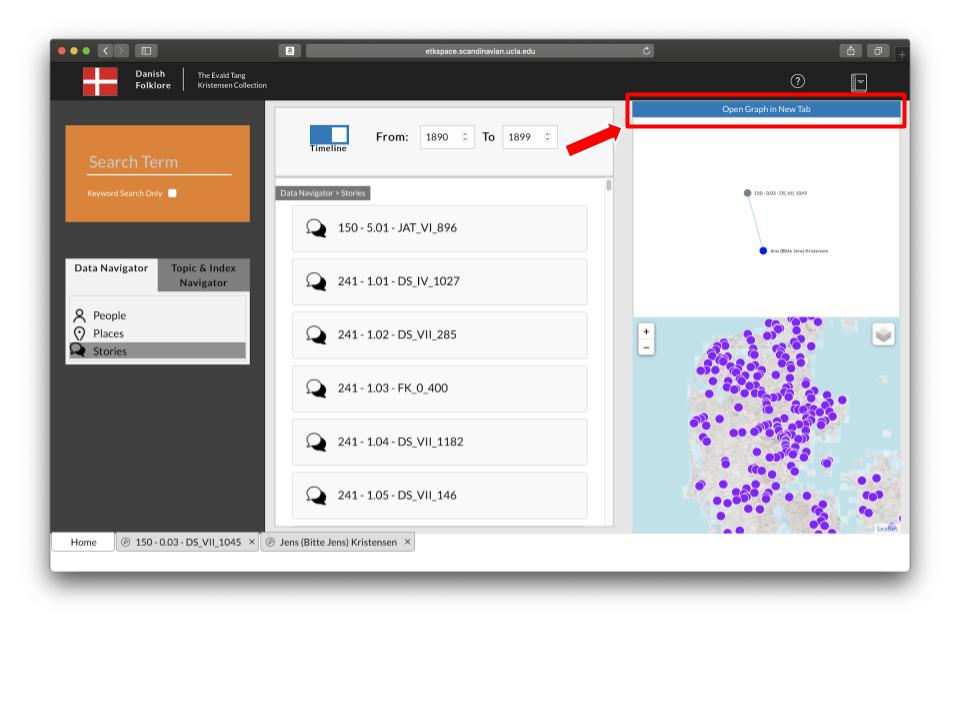 etkspace.scandinavian.ucla.edu
Danish
Folklore
The Evald Tang
Kristensen Collection
?
Open Graph in New Tab
Search Term
Keyword Search Only
Timeline
From: 1890 To 1899
Data Navigator > Stories
150 - 5.01 - JAT_VI_896
241 - 1.01 - DS_IV_1027
241 - 1.02 - DS_VII_285
241 - 1.03 - FK_0_400
241 - 1.04 - DS_VII_1182
241 - 1.05 - DS_VII_146
Data Navigator
Topic & Index
Navigator
People
Places
Stories
150 - 0.03 - DS_VII_1045
Jens (Bitte Jens) Kristensen
+
−
Leaflet
Home
150 - 0.03 - DS_VII_1045 ×
Jens (Bitte Jens) Kristensen ×